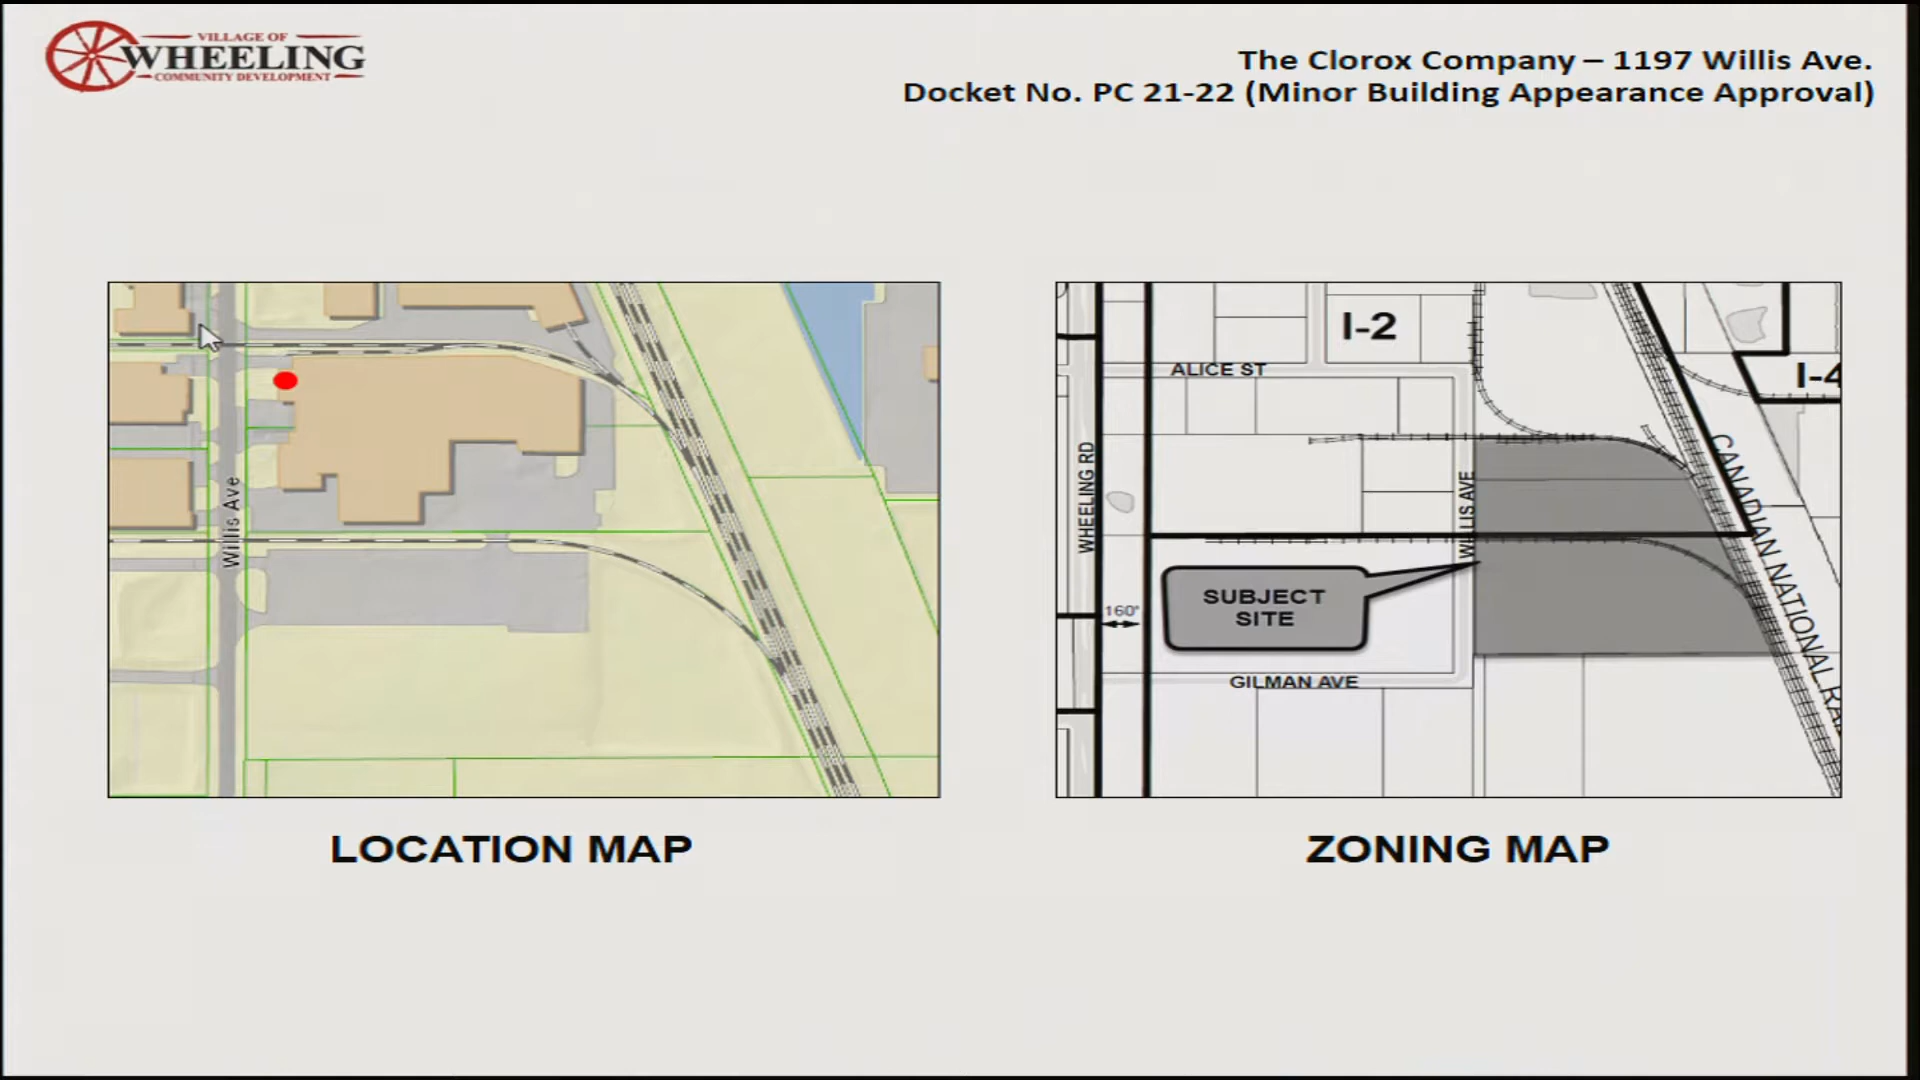 VILLAGE OF
WHEELING
COMMUNITY DEVELOPMENT
The Clorox Company – 1197 Willis Ave.
Docket No. PC 21-22 (Minor Building Appearance Approval)
Willis Ave
LOCATION MAP
I-2
I-4
ALICE ST
WHEELING RD
WILLIS AVE
CANADIAN NATIONAL RA
SUBJECT
SITE
160'
GILMAN AVE
ZONING MAP